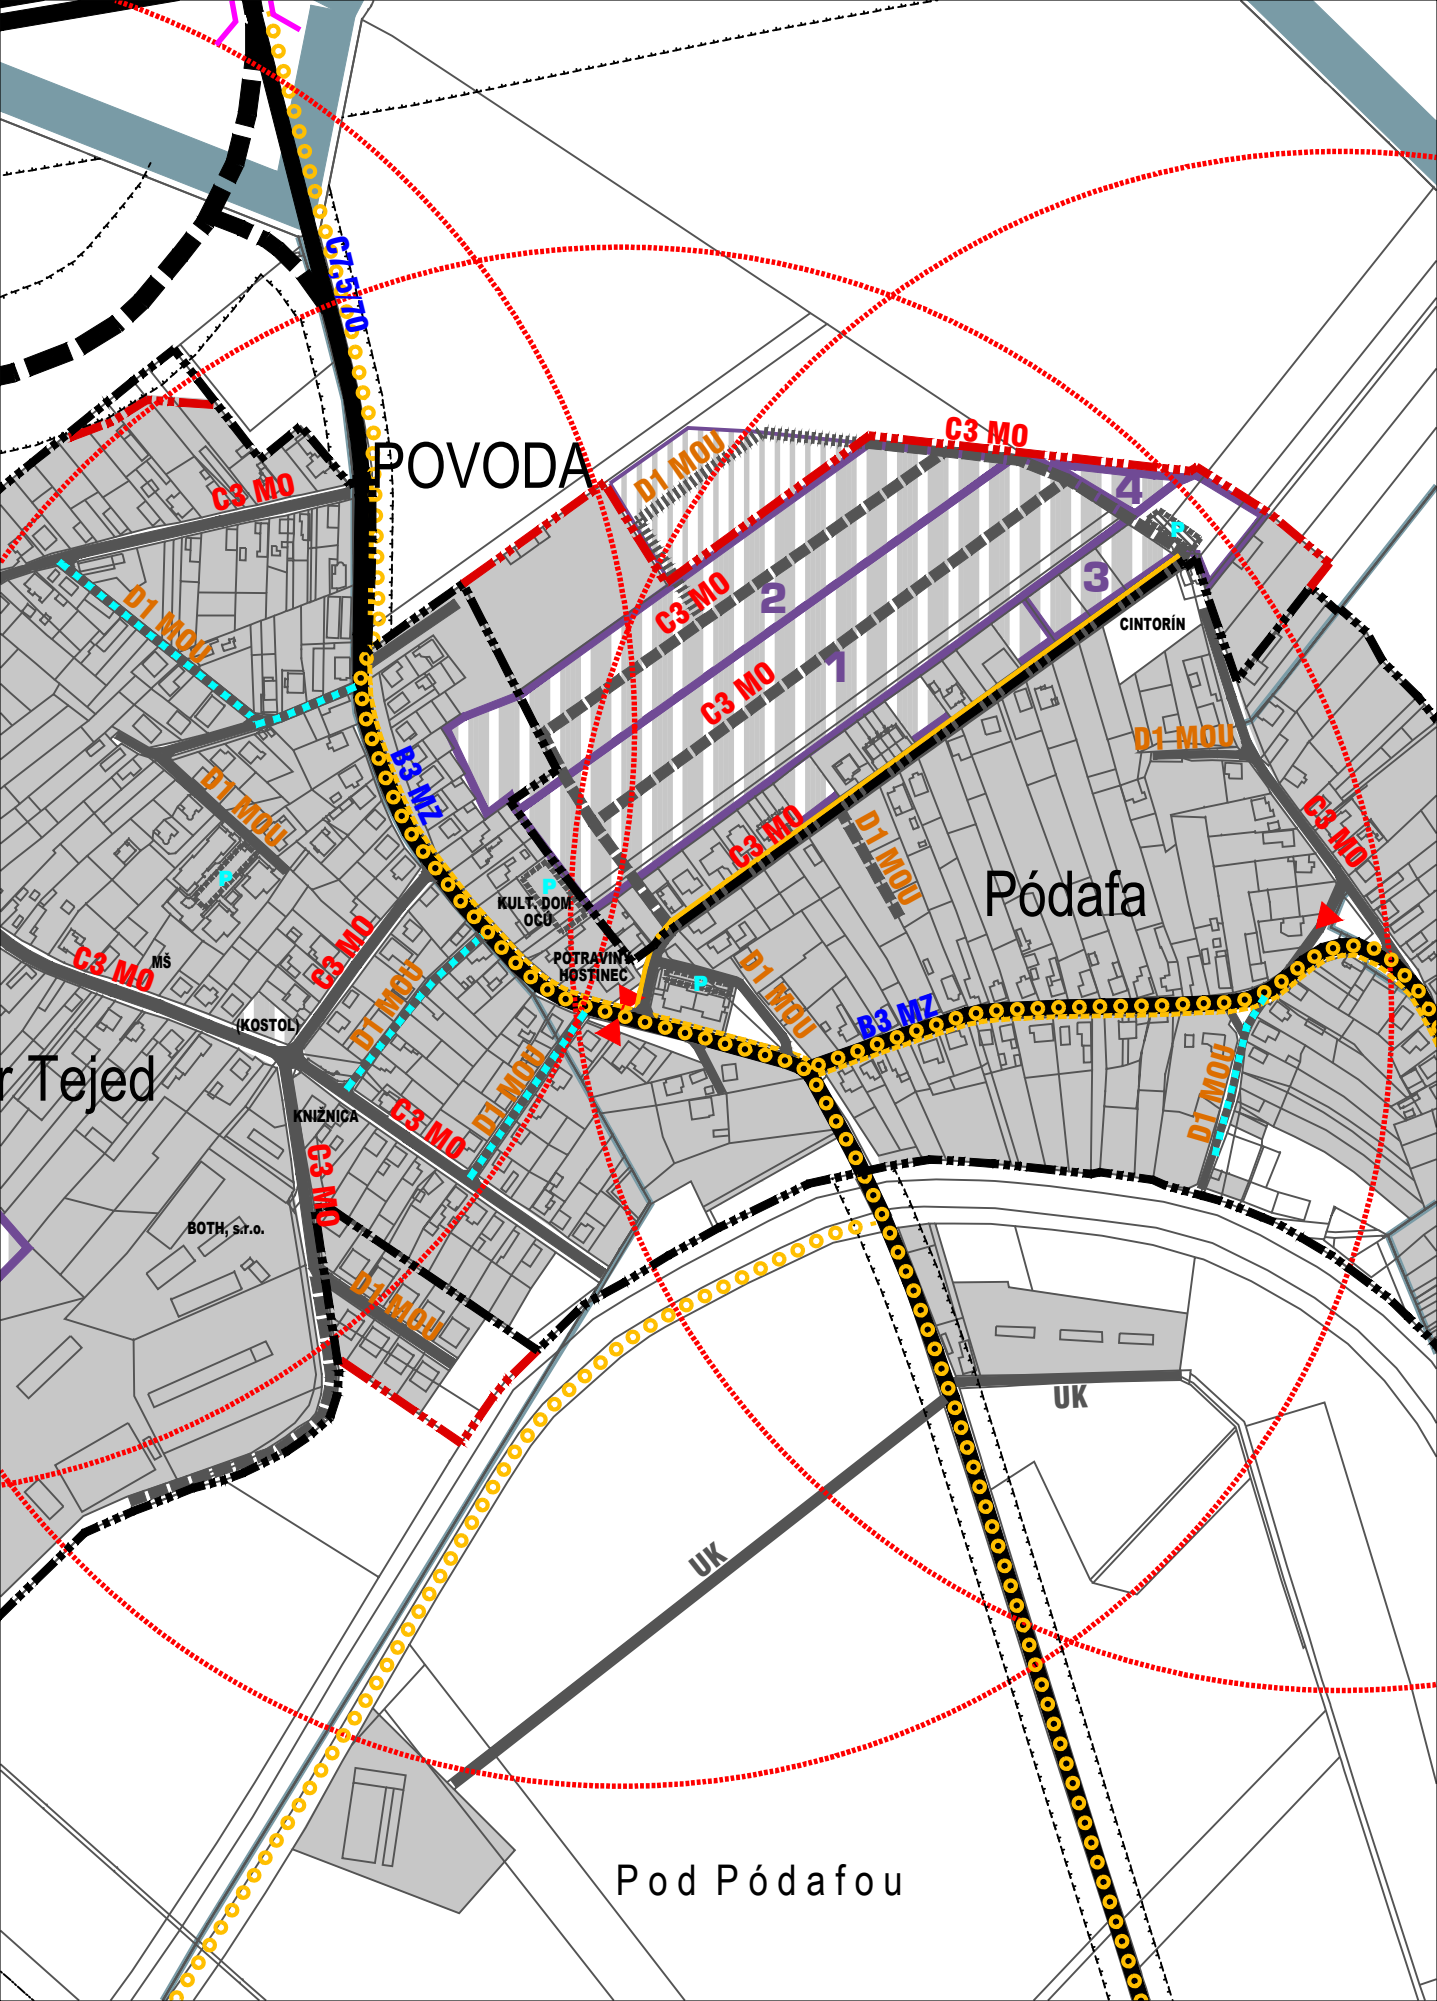 C7,5/70
POVODA
C3 MO
D1 MOU
4
P
C3 MO
2
3
C3 MO
D1 MOU
CINTORÍN
1
C3 MO
D1 MOU
B3 MZ
D1 MOU
C3 MO
C3 MO
D1 MOU
P
P
KULT. DOM
OCÚ
Pódafa
C3 MO
MŠ
C3 MO
POTRAVINY
HOSTINEC
P
D1 MOU
D1 MOU
(KOSTOL)
B3 MZ
r Tejed
D1 MOU
D1 MOU
KNIŽNICA
C3 MO
C3 MO
BOTH, s.r.o.
D1 MOU
UK
UK
Pod Pódafou